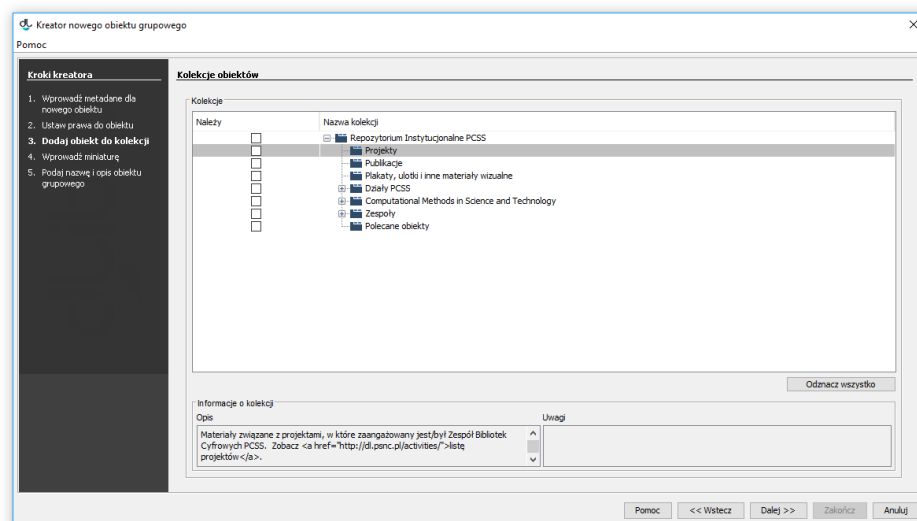 Kreator nowego obiektu grupowego
Pomoc
Kroki kreatora
1. Wprowadź metadane dla
nowego obiektu
2. Ustaw prawa do obiektu
3. Dodaj obiekt do kolekcji
4. Wprowadź miniaturę
5. Podaj nazwę i opis obiektu
grupowego
Kolekcje obiektów
Kolekcje
Należy Nazwa kolekcji
Repozytorium Instytucjonalne PCSS
Projekty
Publikacje
Plakaty, ulotki i inne materiały wizualne
Działy PCSS
Computational Methods in Science and Technology
Zespoły
Polecane obiekty
Odznacz wszystko
Informacje o kolekcji
Opis Uwagi
Materiały związane z projektami, w które zaangażowany jest/był Zespół Bibliotek
Cyfrowych PCSS. Zobacz <a href="http://dl.psnc.pl/activities/">listę
projektów</a>.
Pomoc << Wstecz Dalej >> Zakończ Anuluj